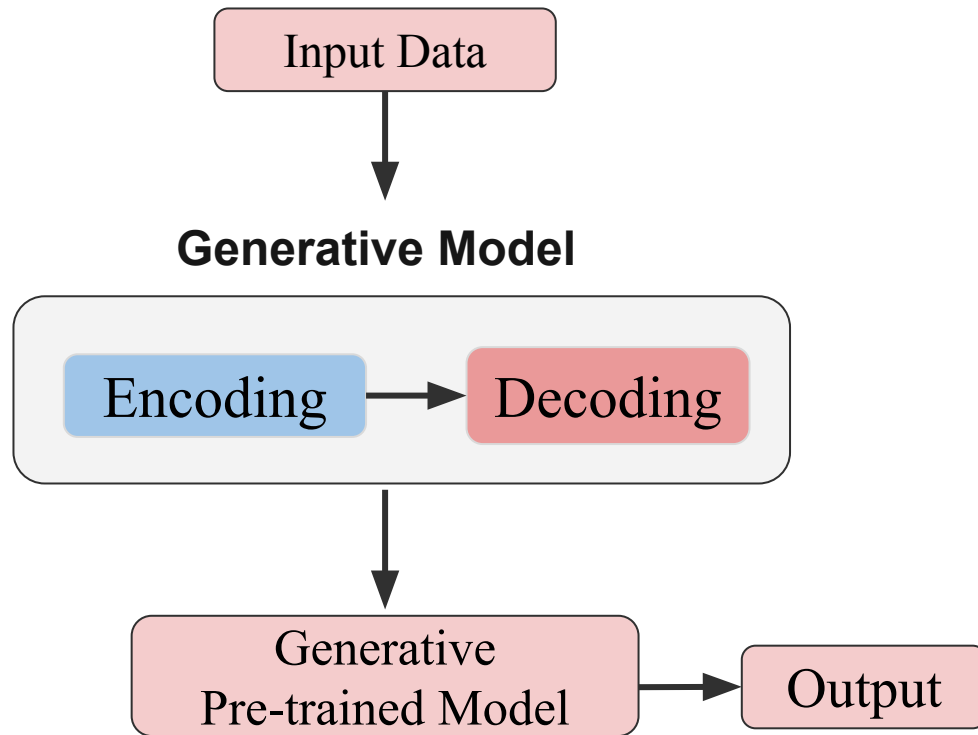 Input Data
Generative Model
Encoding
Decoding
Generative
Pre-trained Model
Output